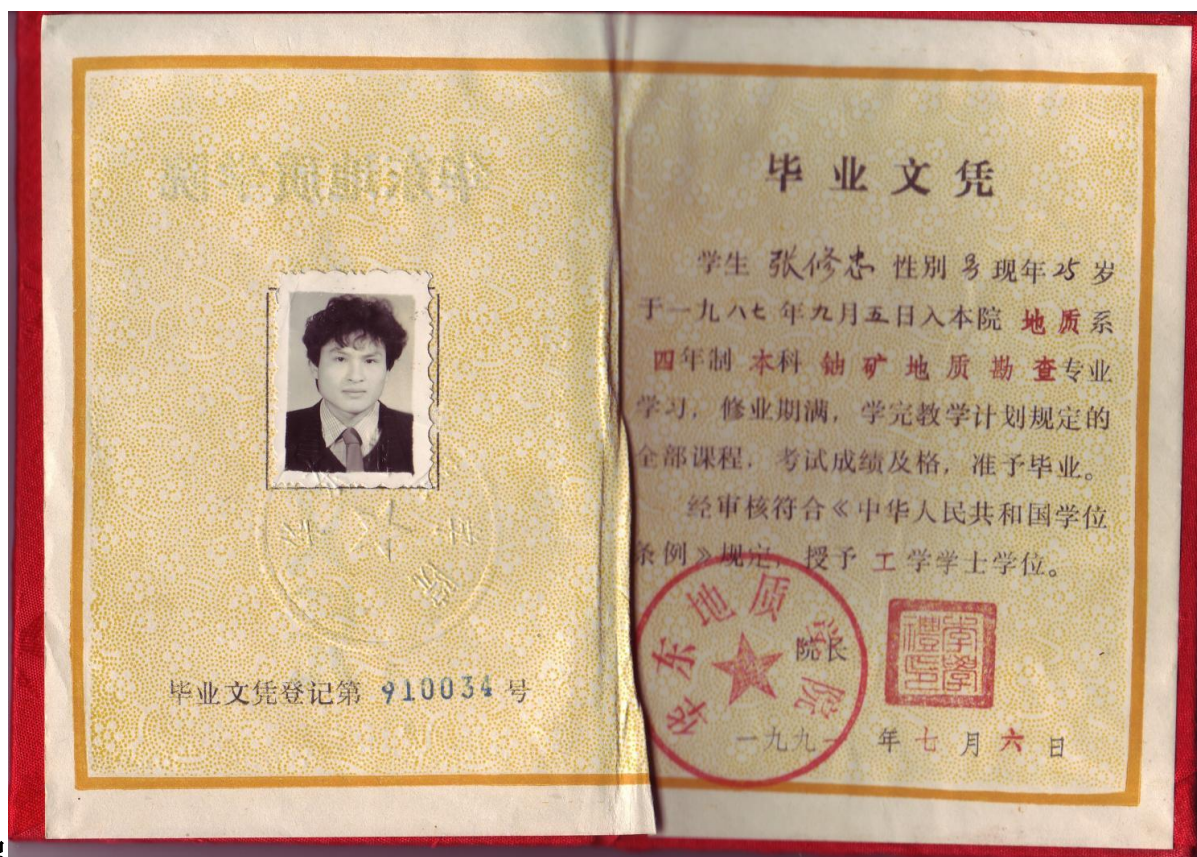 毕业文凭登记第 910034 号
毕业文凭
学生 张修忠 性别 男 现年 25 岁
于一九八七年九月五日入本院 地质系
四年制 本科 铀矿地质勘查专业
学习，修业期满，学完教学计划规定的
全部课程，考试成绩及格，准予毕业。
经审核符合《中华人民共和国学位
条例》规定，授予 工 学学士学位。
华东地质学院
院长
李学禮印
一九九一年七月六日